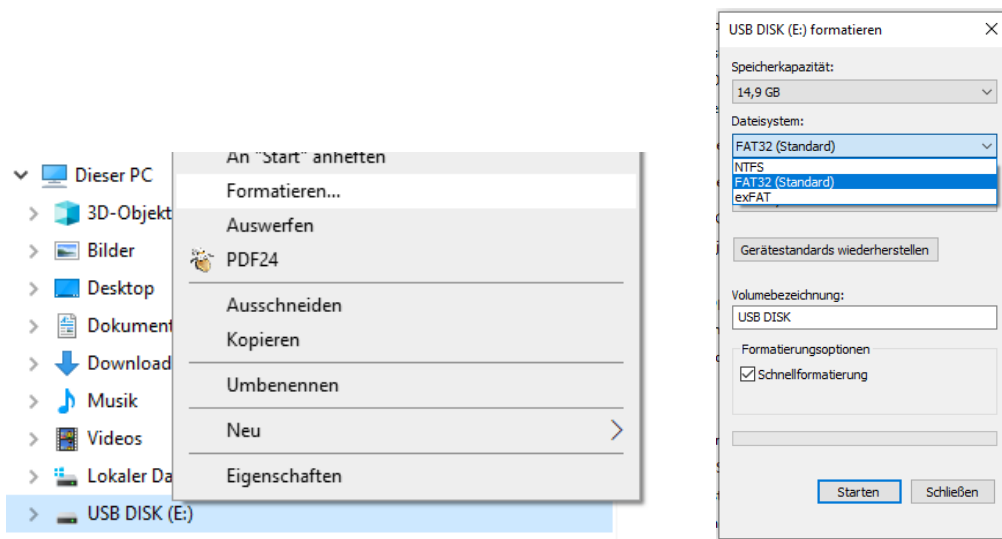 Dieser PC
3D-Objekt
Bilder
Desktop
Dokument
Download
Musik
Videos
Lokaler Da
USB DISK (E:)
An "Start" anheften
Formatieren...
Auswerfen
PDF24
Ausschneiden
Kopieren
Umbenennen
Neu
Eigenschaften
USB DISK (E:) formatieren
Speicherkapazität:
14,9 GB
Dateisystem:
FAT32 (Standard)
NTFS
FAT32 (Standard)
exFAT
Gerätestandards wiederherstellen
Volumebezeichnung:
USB DISK
Formatierungsoptionen
Schnellformatierung
Starten
Schließen